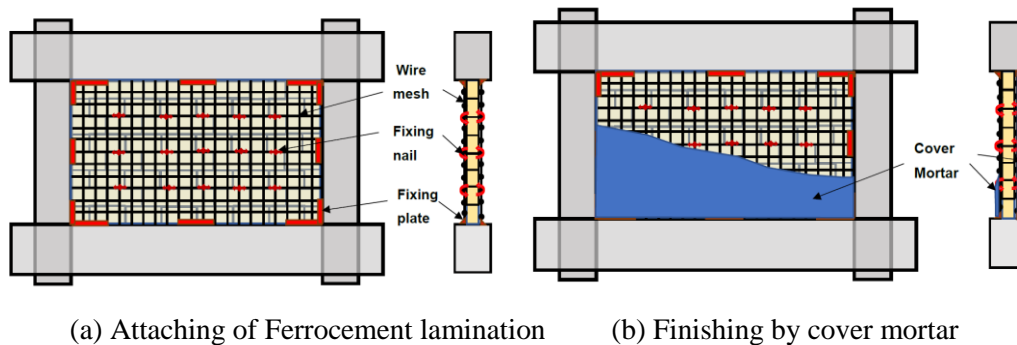 Wire
mesh
Fixing
nail
Fixing
plate
Cover
Mortar
(a) Attaching of Ferrocement lamination
(b) Finishing by cover mortar